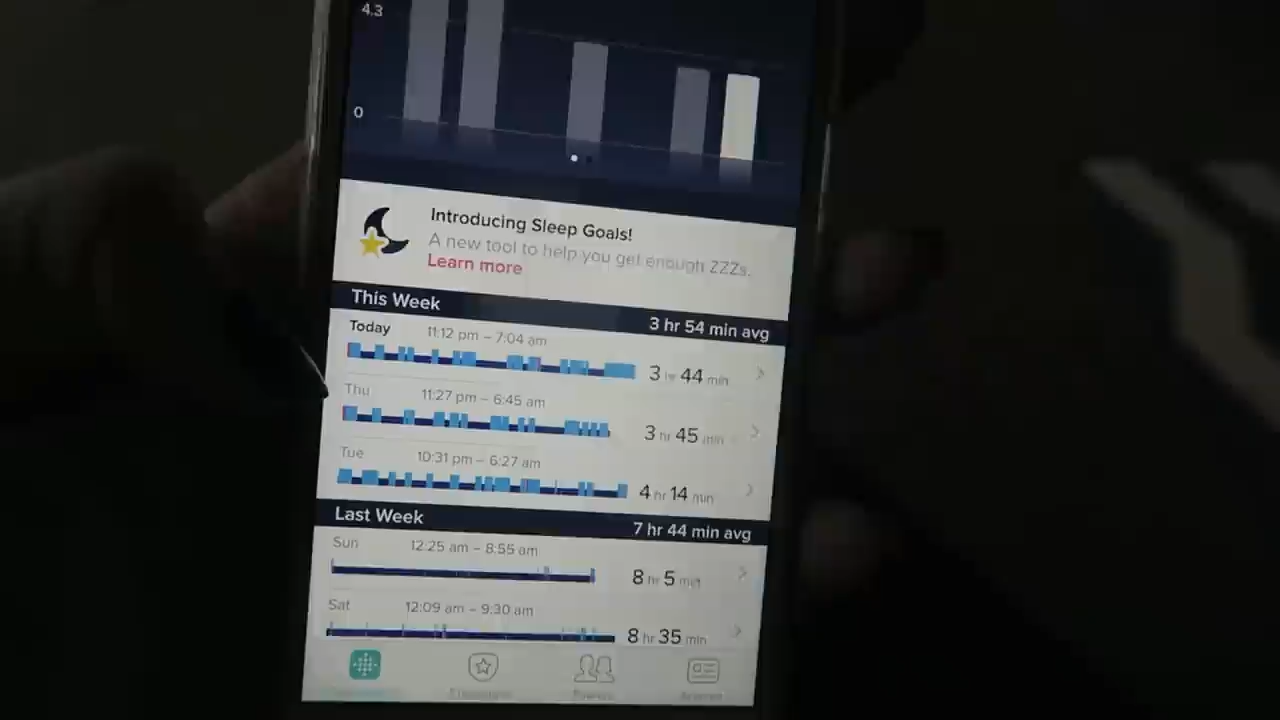 4.3
0
Introducing Sleep Goals!
A new tool to help you get enough ZZZs.
Learn more
This Week
3 hr 54 min avg
Today
11:12 pm – 7:04 am
3 hr 44 min
Thu
11:27 pm – 6:45 am
3 hr 45 min
Tue
10:31 pm – 6:27 am
4 hr 14 min
Last Week
7 hr 44 min avg
Sun
12:25 am – 8:55 am
8 hr 5 min
Sat
12:09 am – 9:30 am
8 hr 35 min